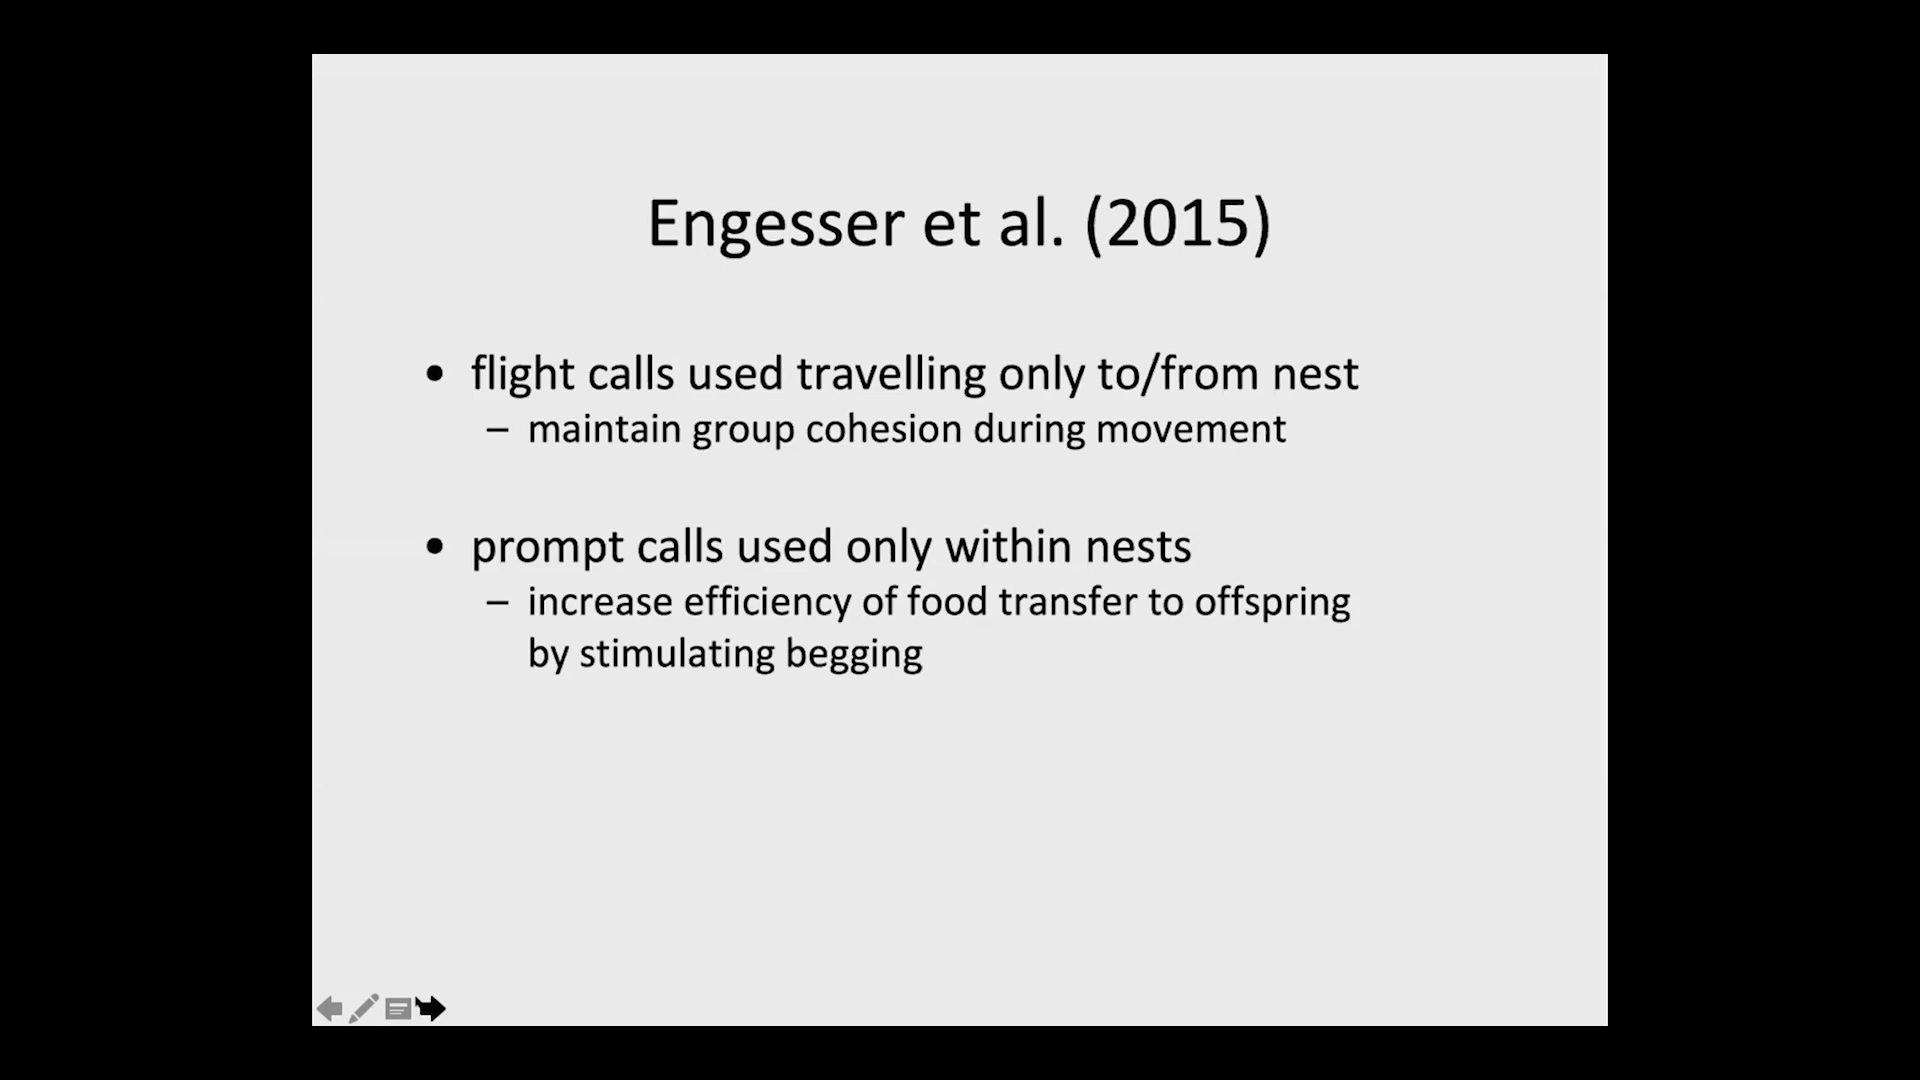 Engesser et al. (2015)
• flight calls used travelling only to/from nest
– maintain group cohesion during movement
• prompt calls used only within nests
– increase efficiency of food transfer to offspring
by stimulating begging